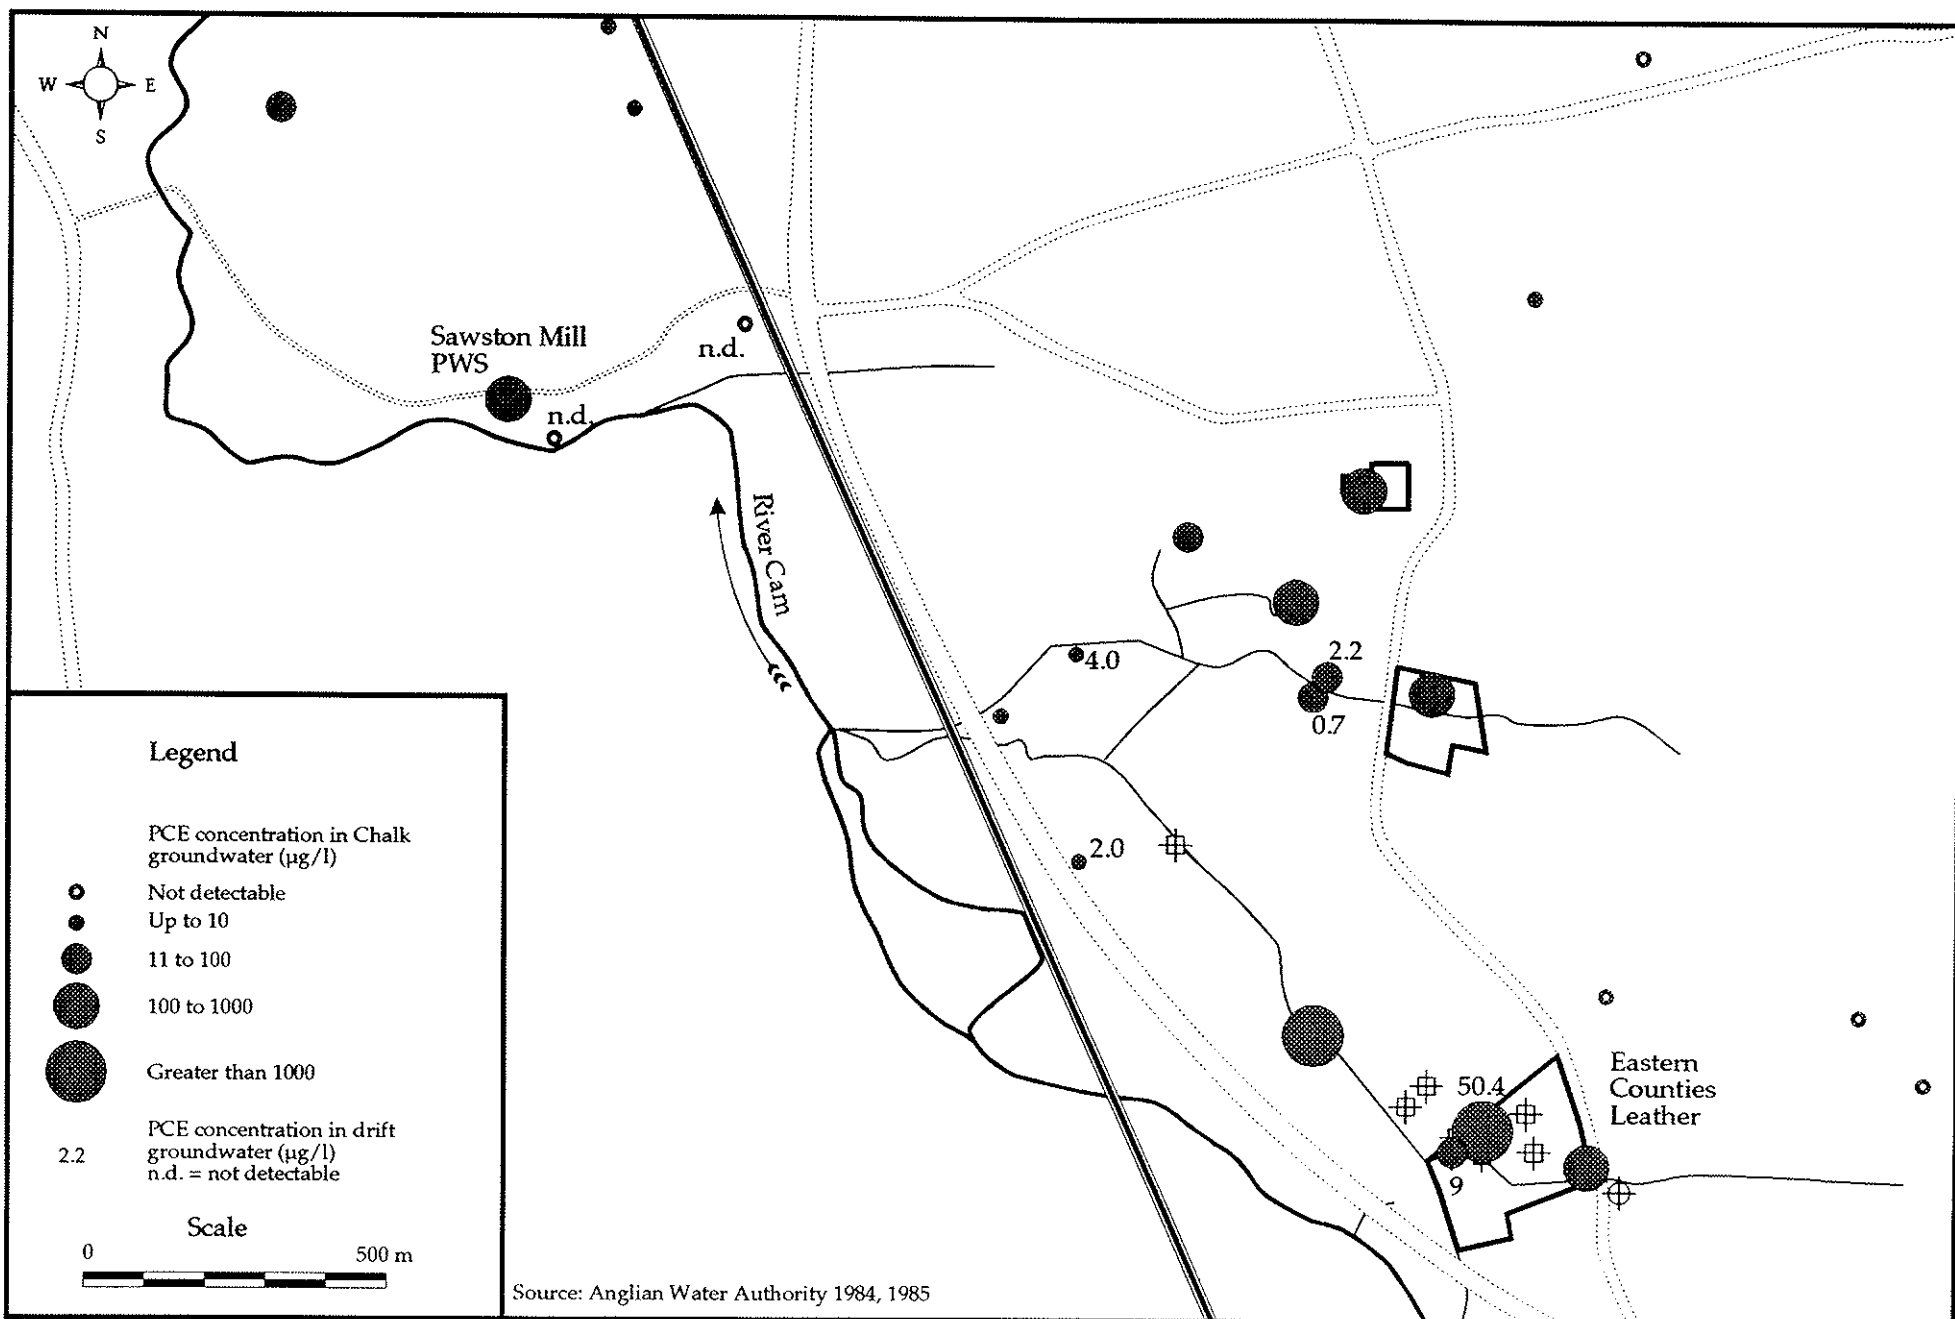 N
W E
S
Sawston Mill
PWS
n.d.
n.d.
River Cam
2.2
4.0
0.7
2.0
Eastern
Counties
Leather
50.4
9
Legend
PCE concentration in Chalk
groundwater (µg/l)
Not detectable
Up to 10
11 to 100
100 to 1000
Greater than 1000
PCE concentration in drift
2.2 groundwater (µg/l)
n.d. = not detectable
Scale
0 500 m
Source: Anglian Water Authority 1984, 1985